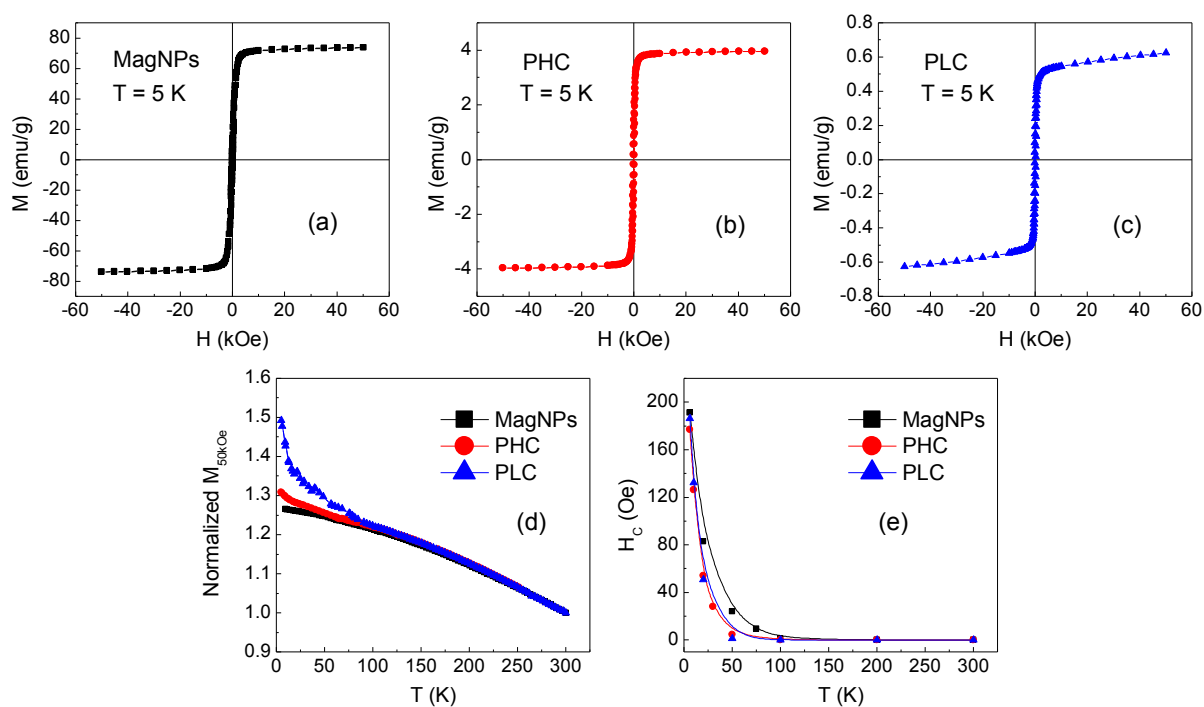 80
60
40
20
0
-20
-40
-60
-80
M (emu/g)
MagNPs
T = 5 K
(a)
-60 -40 -20 0 20 40 60
H (kOe)
4
2
0
-2
-4
M (emu/g)
PHC
T = 5 K
(b)
-60 -40 -20 0 20 40 60
H (kOe)
0.8
0.6
0.4
0.2
0.0
-0.2
-0.4
-0.6
-0.8
M (emu/g)
PLC
T = 5 K
(c)
-60 -40 -20 0 20 40 60
H (kOe)
1.6
1.5
1.4
1.3
1.2
1.1
1.0
0.9
Normalized M50kOe
MagNPs
PHC
PLC
(d)
0 50 100 150 200 250 300
T (K)
200
160
120
80
40
0
HC (Oe)
MagNPs
PHC
PLC
(e)
0 50 100 150 200 250 300
T (K)